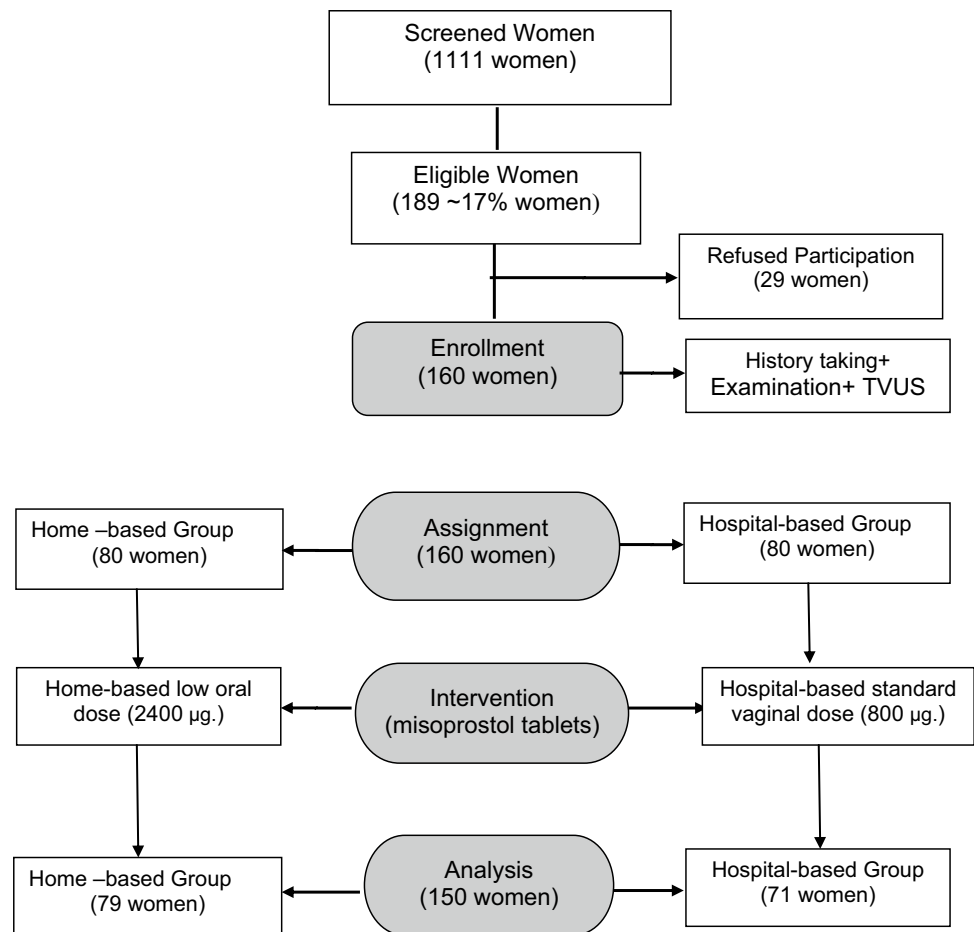 Screened Women
(1111 women)
Eligible Women
(189 ~17% women)
Refused Participation
(29 women)
Enrollment
(160 women)
History taking+
Examination+ TVUS
Home –based Group
(80 women)
Assignment
(160 women)
Hospital-based Group
(80 women)
Home-based low oral
dose (2400 µg.)
Intervention
(misoprostol tablets)
Hospital-based standard
vaginal dose (800 µg.)
Home –based Group
(79 women)
Analysis
(150 women)
Hospital-based Group
(71 women)